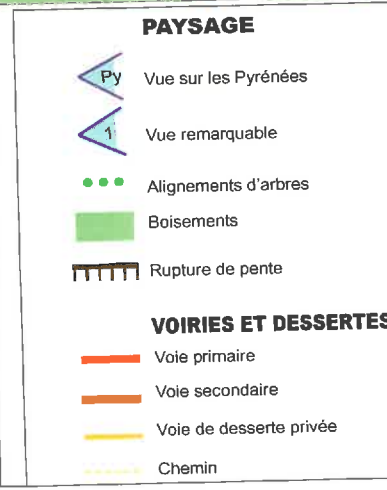 PAYSAGE
Py Vue sur les Pyrénées
1 Vue remarquable
Alignements d'arbres
Boisements
Rupture de pente
VOIRIES ET DESSERTES
Voie primaire
Voie secondaire
Voie de desserte privée
Chemin